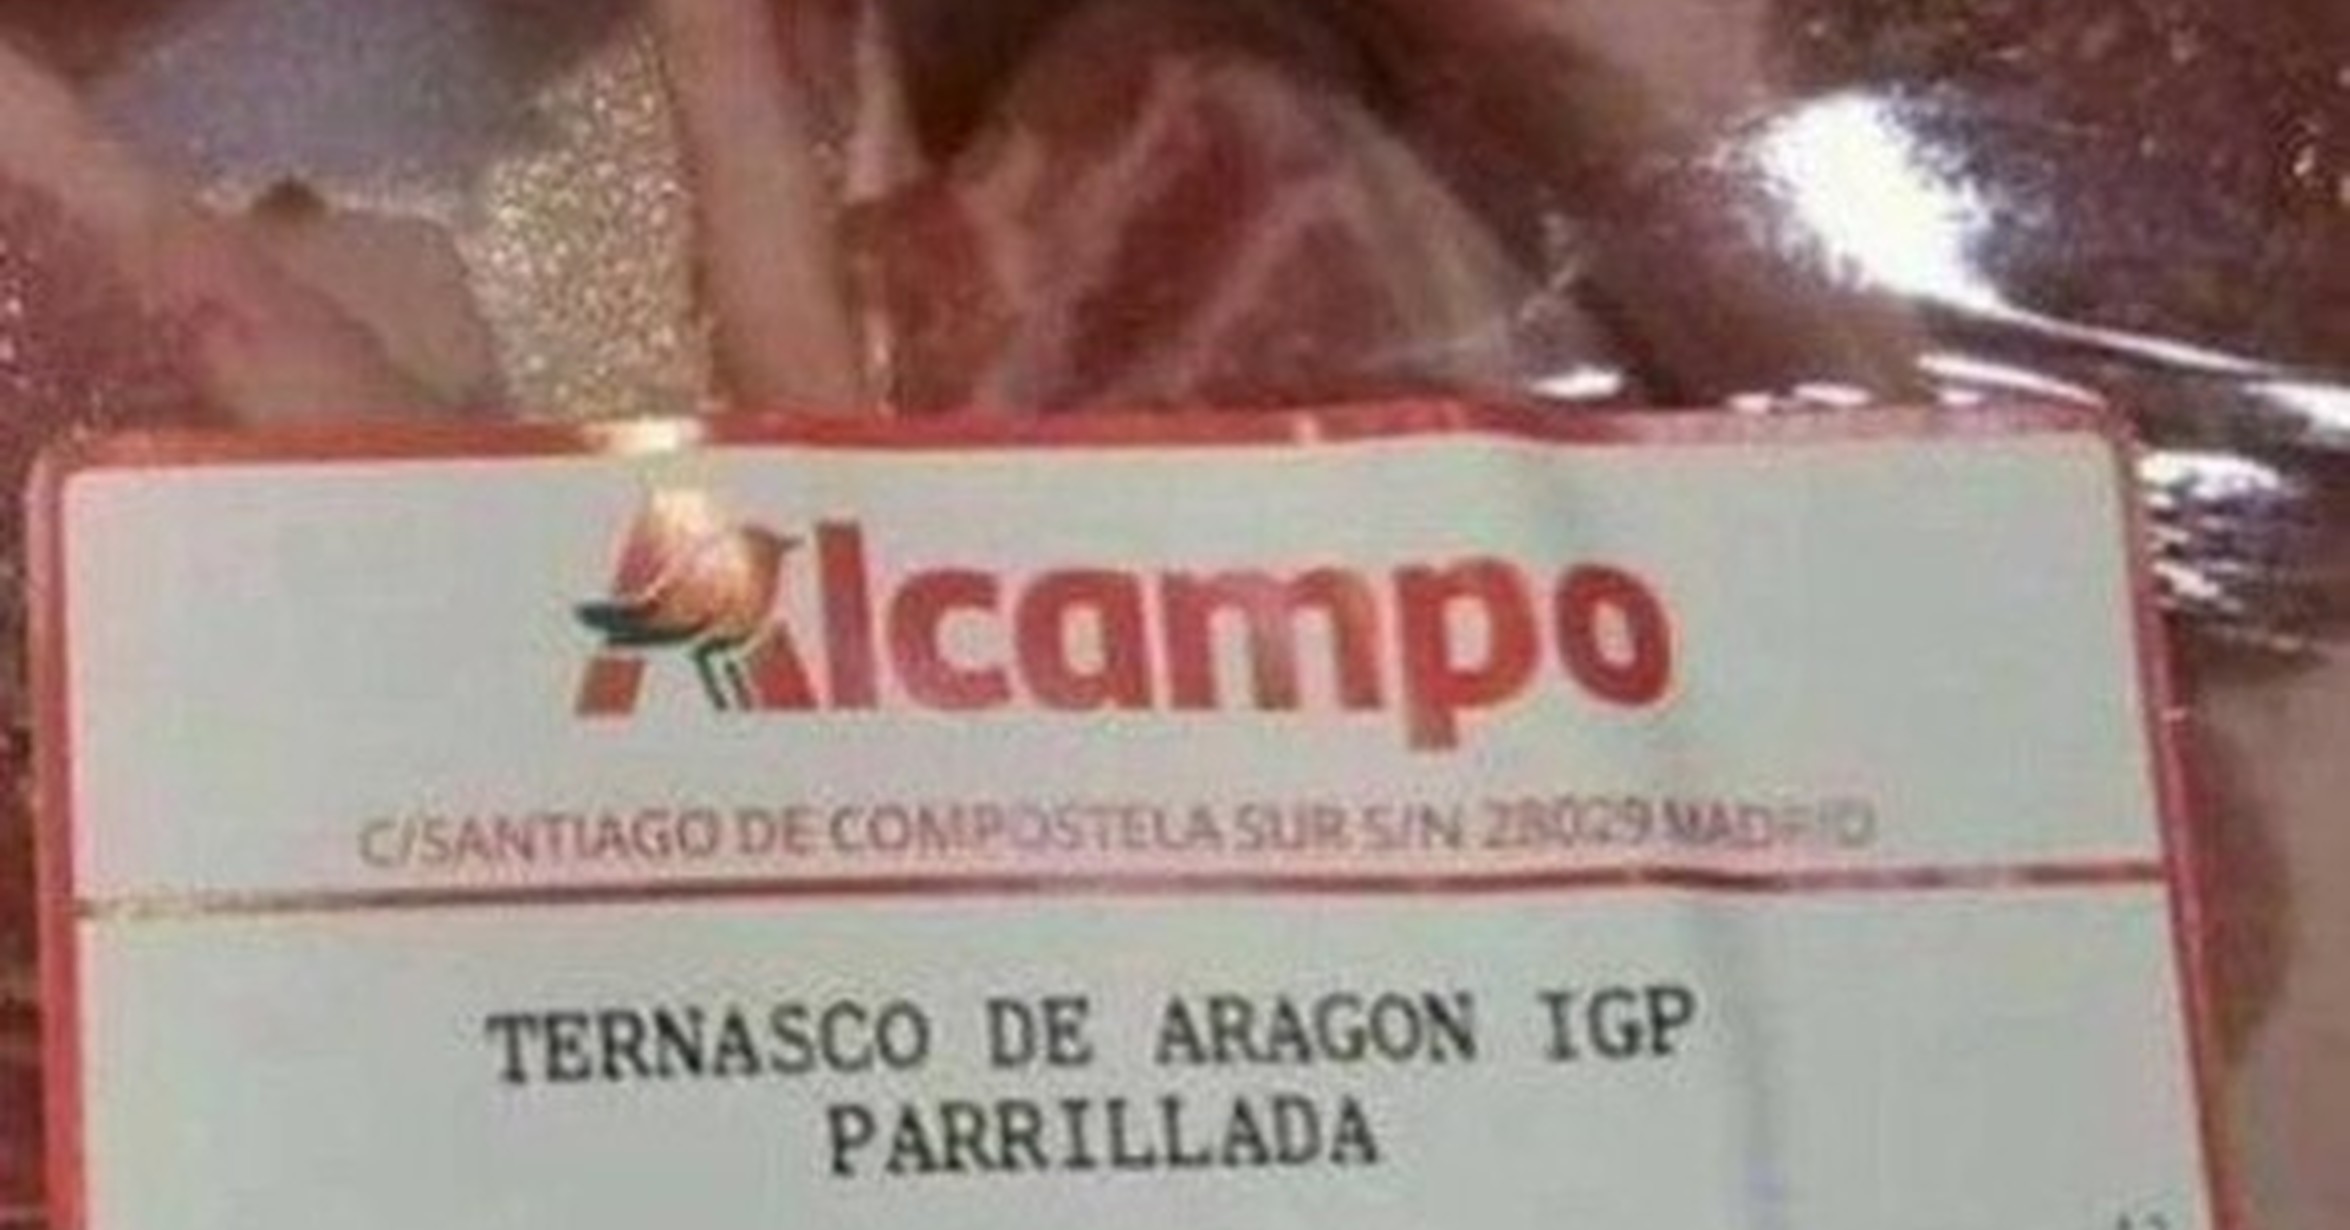 Alcampo
C/SANTIAGO DE COMPOSTELA SUR S/N 28029 MADRID
TERNASCO DE ARAGON IGP
PARRILLADA